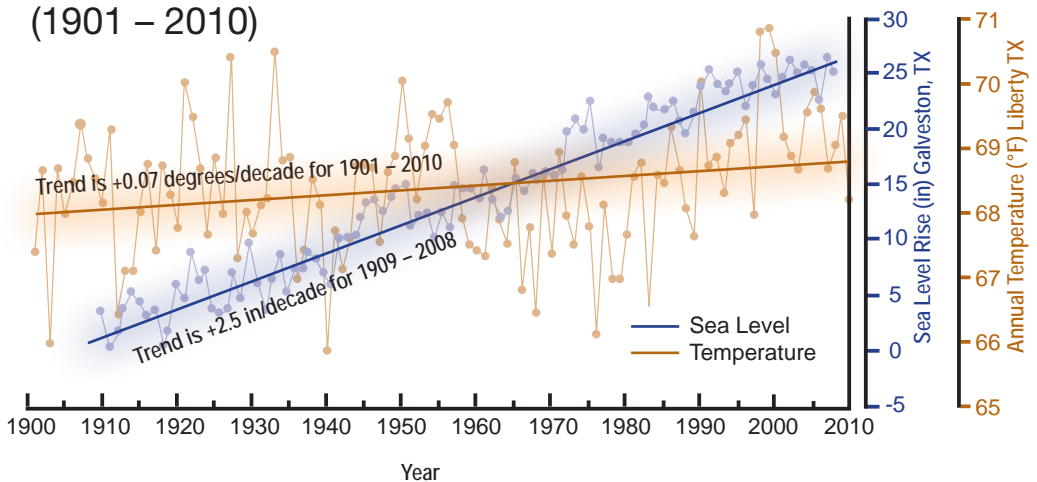 (1901 – 2010)
Trend is +0.07 degrees/decade for 1901 – 2010
Trend is +2.5 in/decade for 1909 – 2008
Sea Level
Temperature
30
25
20
15
10
5
0
-5
Sea Level Rise (in) Galveston, TX
71
70
69
68
67
66
65
Annual Temperature (°F) Liberty TX
1900 1910 1920 1930 1940 1950 1960 1970 1980 1990 2000 2010
Year